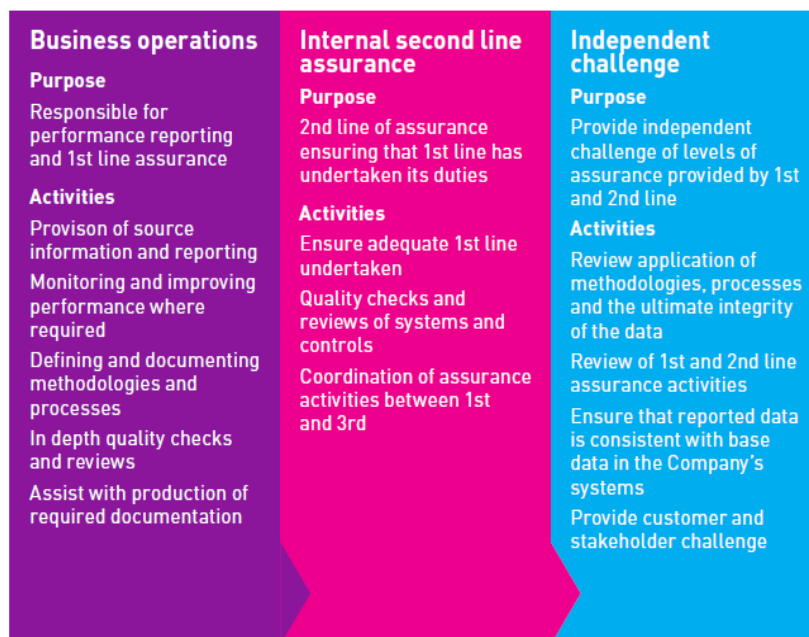 Business operations
Purpose
Responsible for
performance reporting
and 1st line assurance
Activities
Provison of source
information and reporting
Monitoring and improving
performance where
required
Defining and documenting
methodologies and
processes
In depth quality checks
and reviews
Assist with production of
required documentation
Internal second line
assurance
Purpose
2nd line of assurance
ensuring that 1st line has
undertaken its duties
Activities
Ensure adequate 1st line
undertaken
Quality checks and
reviews of systems and
controls
Coordination of assurance
activities between 1st
and 3rd
Independent
challenge
Purpose
Provide independent
challenge of levels of
assurance provided by 1st
and 2nd line
Activities
Review application of
methodologies, processes
and the ultimate integrity
of the data
Review of 1st and 2nd line
assurance activities
Ensure that reported data
is consistent with base
data in the Company's
systems
Provide customer and
stakeholder challenge